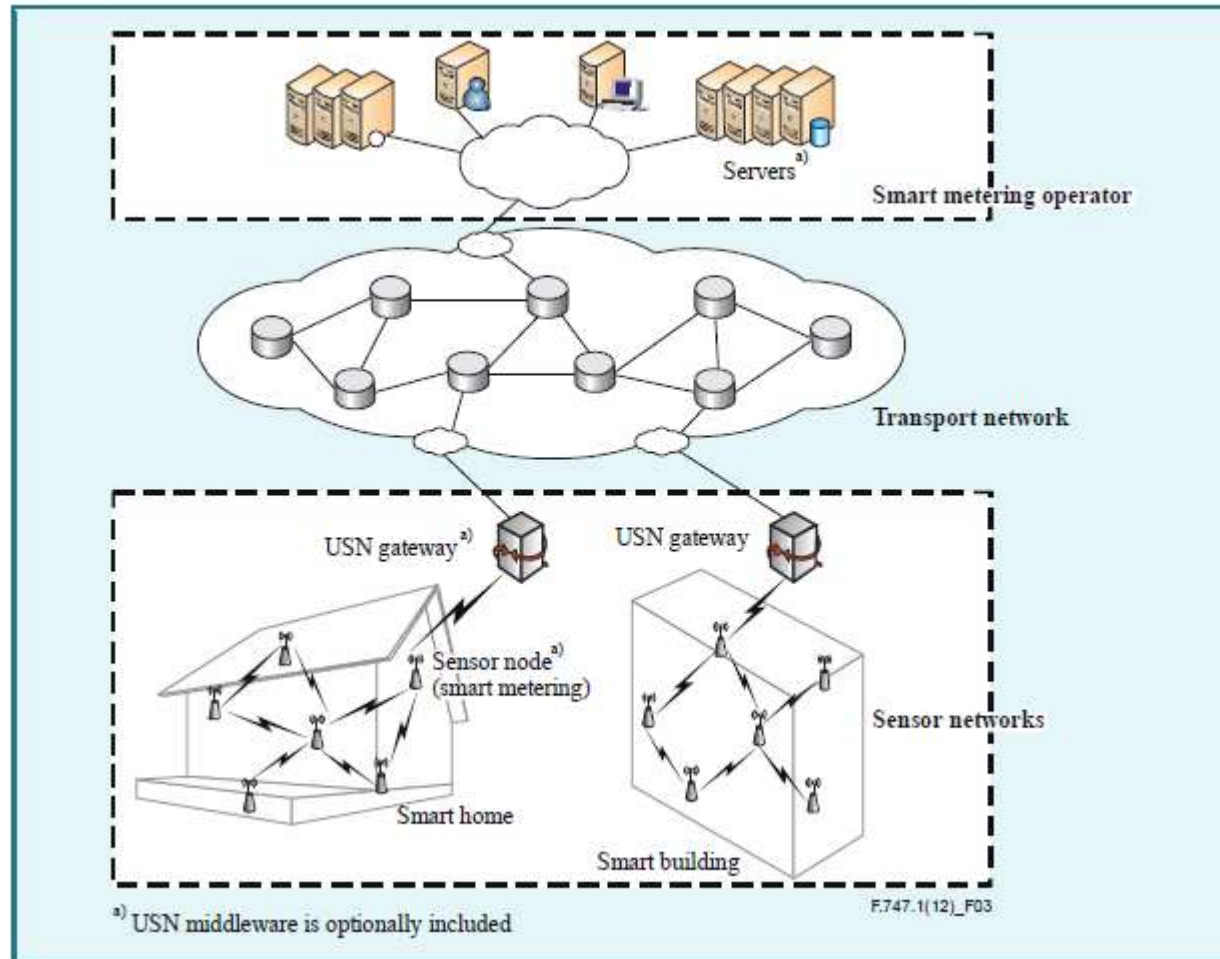 Servers a)
Smart metering operator
Transport network
USN gateway a)
USN gateway
Sensor node a)
(smart metering)
Sensor networks
Smart home
Smart building
a) USN middleware is optionally included
F.747.1(12)_F03